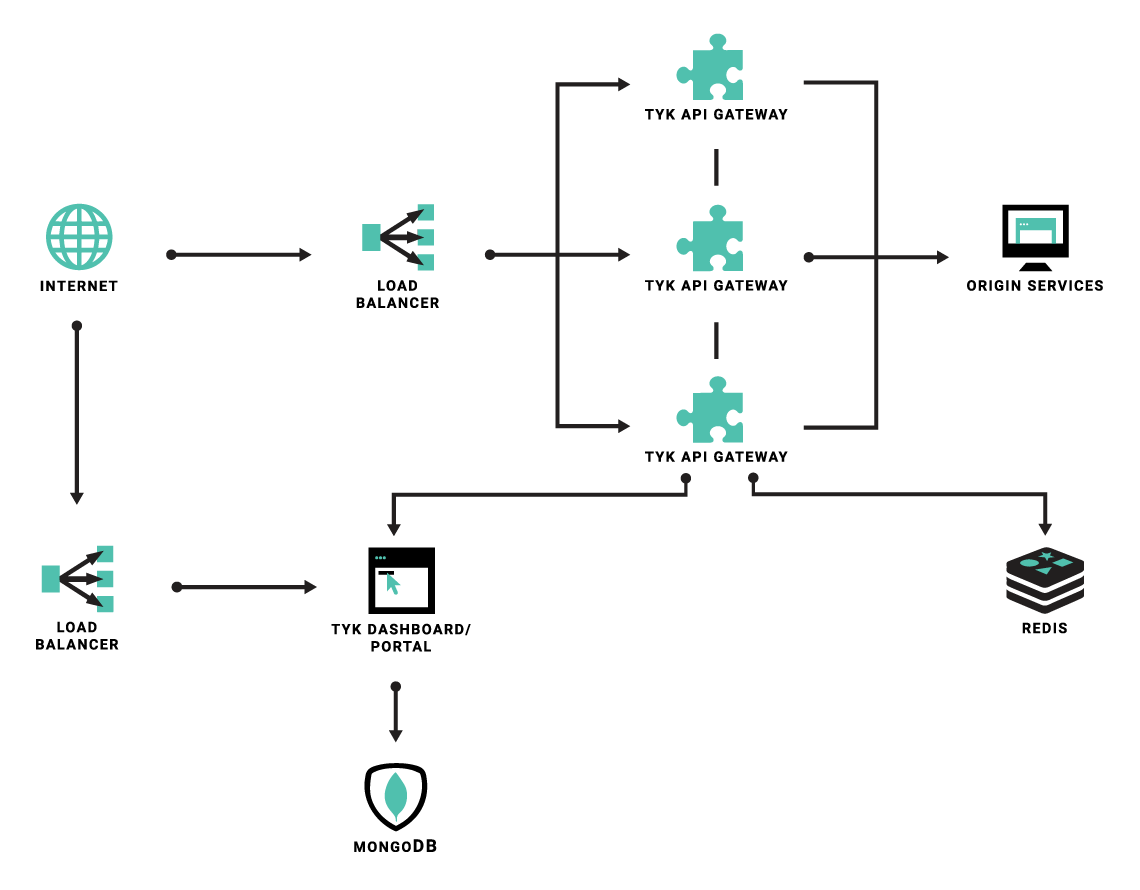 TYK API GATEWAY
INTERNET
LOAD
BALANCER
TYK API GATEWAY
ORIGIN SERVICES
TYK API GATEWAY
LOAD
BALANCER
TYK DASHBOARD/
PORTAL
REDIS
MONGODB